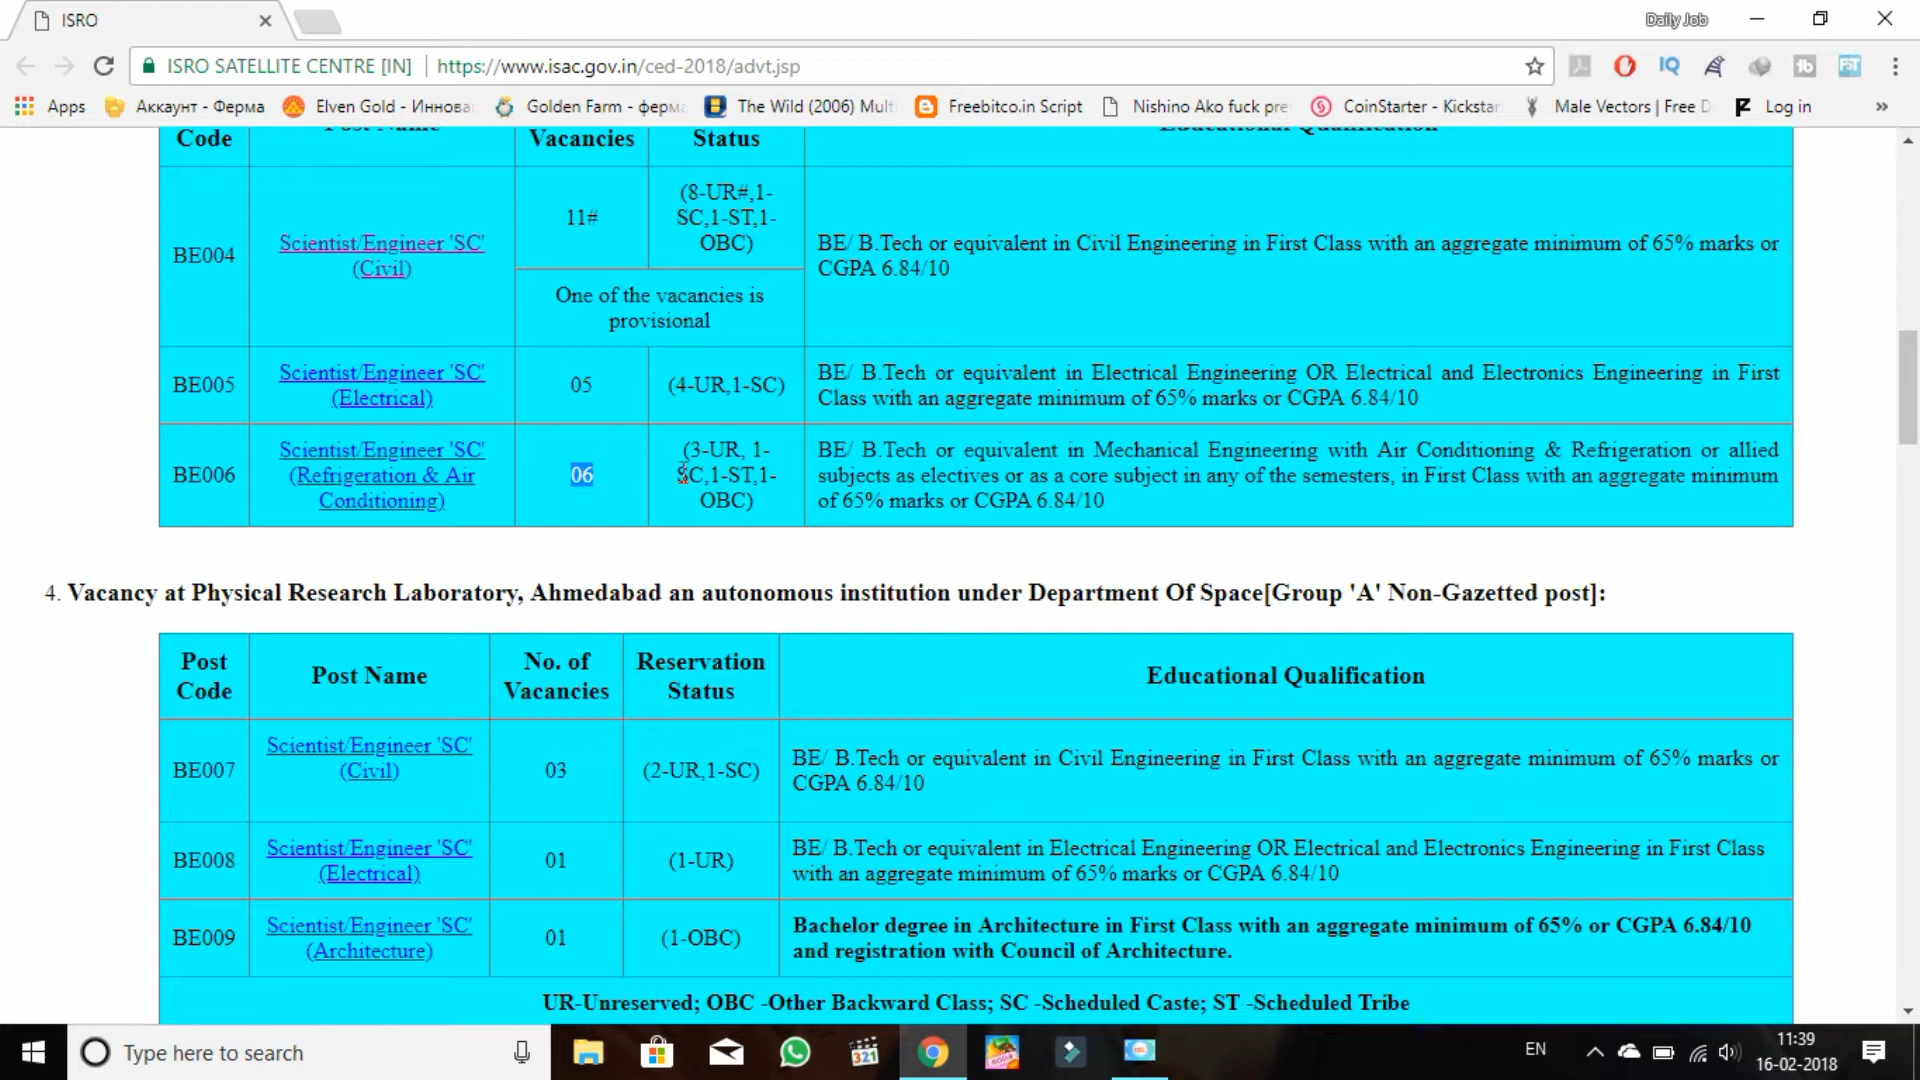 ISRO
Daily Job
ISRO SATELLITE CENTRE [IN]
https://www.isac.gov.in/ced-2018/advt.jsp
Apps
Аккаунт - Ферма
Elven Gold - Иннова
Golden Farm - ферм
The Wild (2006) Mult
Freebitco.in Script
Nishino Ako fuck pre
CoinStarter - Kickstar
Male Vectors | Free D
Log in
Code
Post Name
Vacancies
Status
Educational Qualification
BE004
Scientist/Engineer 'SC'
(Civil)
11#
(8-UR#,1-
SC,1-ST,1-
OBC)
One of the vacancies is
provisional
BE/ B.Tech or equivalent in Civil Engineering in First Class with an aggregate minimum of 65% marks or
CGPA 6.84/10
BE005
Scientist/Engineer 'SC'
(Electrical)
05
(4-UR,1-SC)
BE/ B.Tech or equivalent in Electrical Engineering OR Electrical and Electronics Engineering in First
Class with an aggregate minimum of 65% marks or CGPA 6.84/10
BE006
Scientist/Engineer 'SC'
(Refrigeration & Air
Conditioning)
06
(3-UR, 1-
SC,1-ST,1-
OBC)
BE/ B.Tech or equivalent in Mechanical Engineering with Air Conditioning & Refrigeration or allied
subjects as electives or as a core subject in any of the semesters, in First Class with an aggregate minimum
of 65% marks or CGPA 6.84/10
4. Vacancy at Physical Research Laboratory, Ahmedabad an autonomous institution under Department Of Space[Group 'A' Non-Gazetted post]:
Post
Code
Post Name
No. of
Vacancies
Reservation
Status
Educational Qualification
BE007
Scientist/Engineer 'SC'
(Civil)
03
(2-UR,1-SC)
BE/ B.Tech or equivalent in Civil Engineering in First Class with an aggregate minimum of 65% marks or
CGPA 6.84/10
BE008
Scientist/Engineer 'SC'
(Electrical)
01
(1-UR)
BE/ B.Tech or equivalent in Electrical Engineering OR Electrical and Electronics Engineering in First Class
with an aggregate minimum of 65% marks or CGPA 6.84/10
BE009
Scientist/Engineer 'SC'
(Architecture)
01
(1-OBC)
Bachelor degree in Architecture in First Class with an aggregate minimum of 65% or CGPA 6.84/10
and registration with Council of Architecture.
UR-Unreserved; OBC -Other Backward Class; SC -Scheduled Caste; ST -Scheduled Tribe
Type here to search
321
EN
11:39
16-02-2018